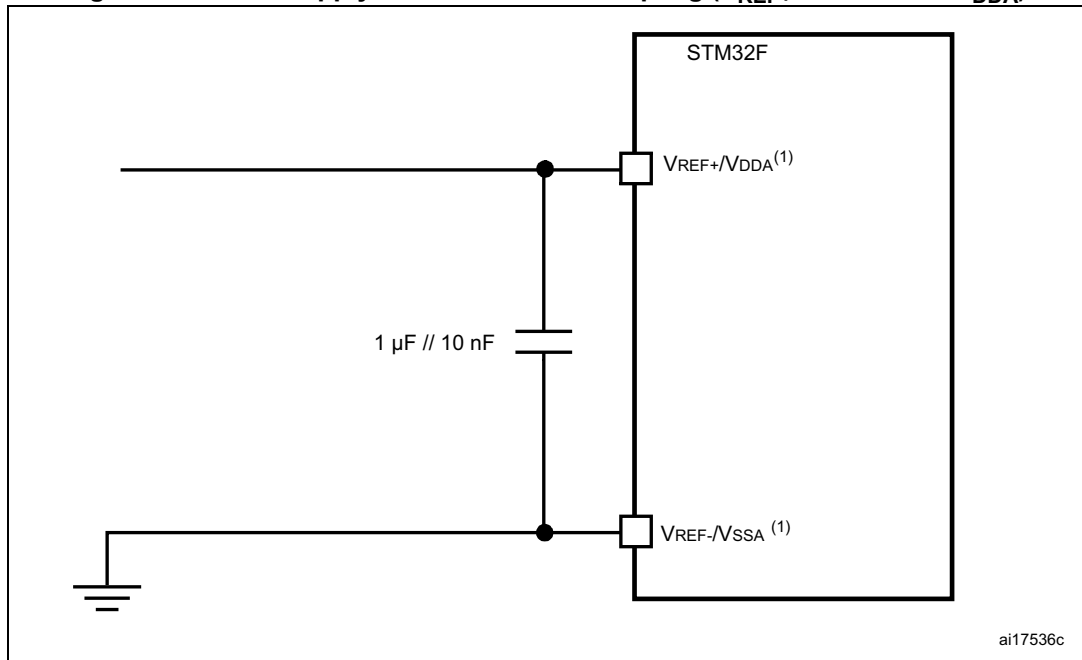 STM32F
VREF+/VDDA(1)
1 µF // 10 nF
VREF-/VSSA (1)
ai17536c